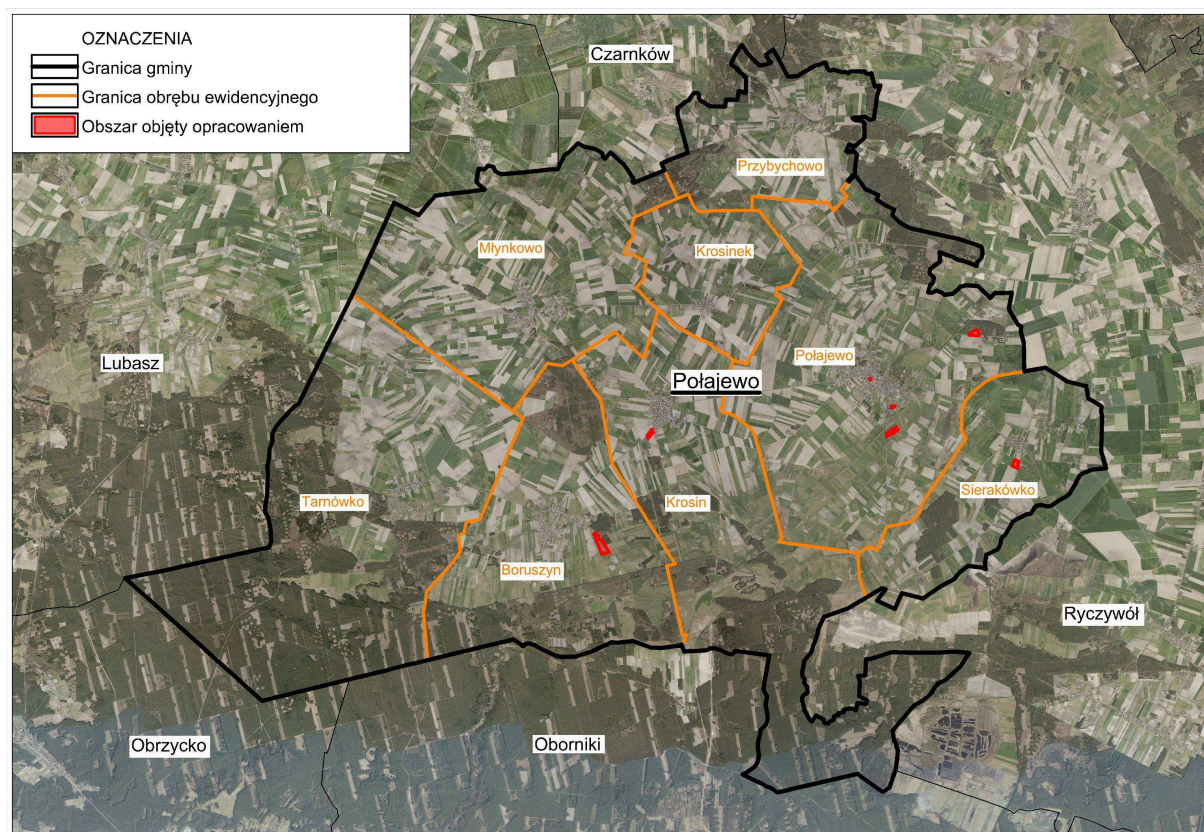 OZNACZENIA
Granica gminy
Granica obrębu ewidencyjnego
Obszar objęty opracowaniem
Czarnków
Przybychowo
Młynkowo
Krosinek
Lubasz
Połajewo
Połajewo
Tarnówko
Krosin
Sierakówko
Boruszyn
Ryczywół
Obrzycko
Oborniki